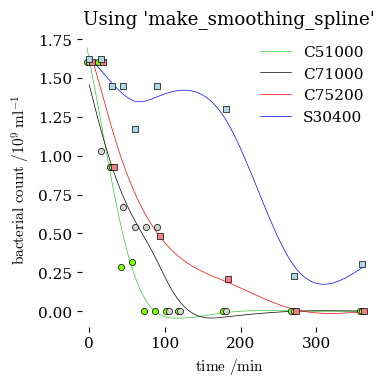 Using 'make_smoothing_spline'
1.75
1.50
1.25
1.00
0.75
0.50
0.25
0.00
bacterial count /10⁹ ml⁻¹
C51000
C71000
C75200
S30400
0 100 200 300
time /min